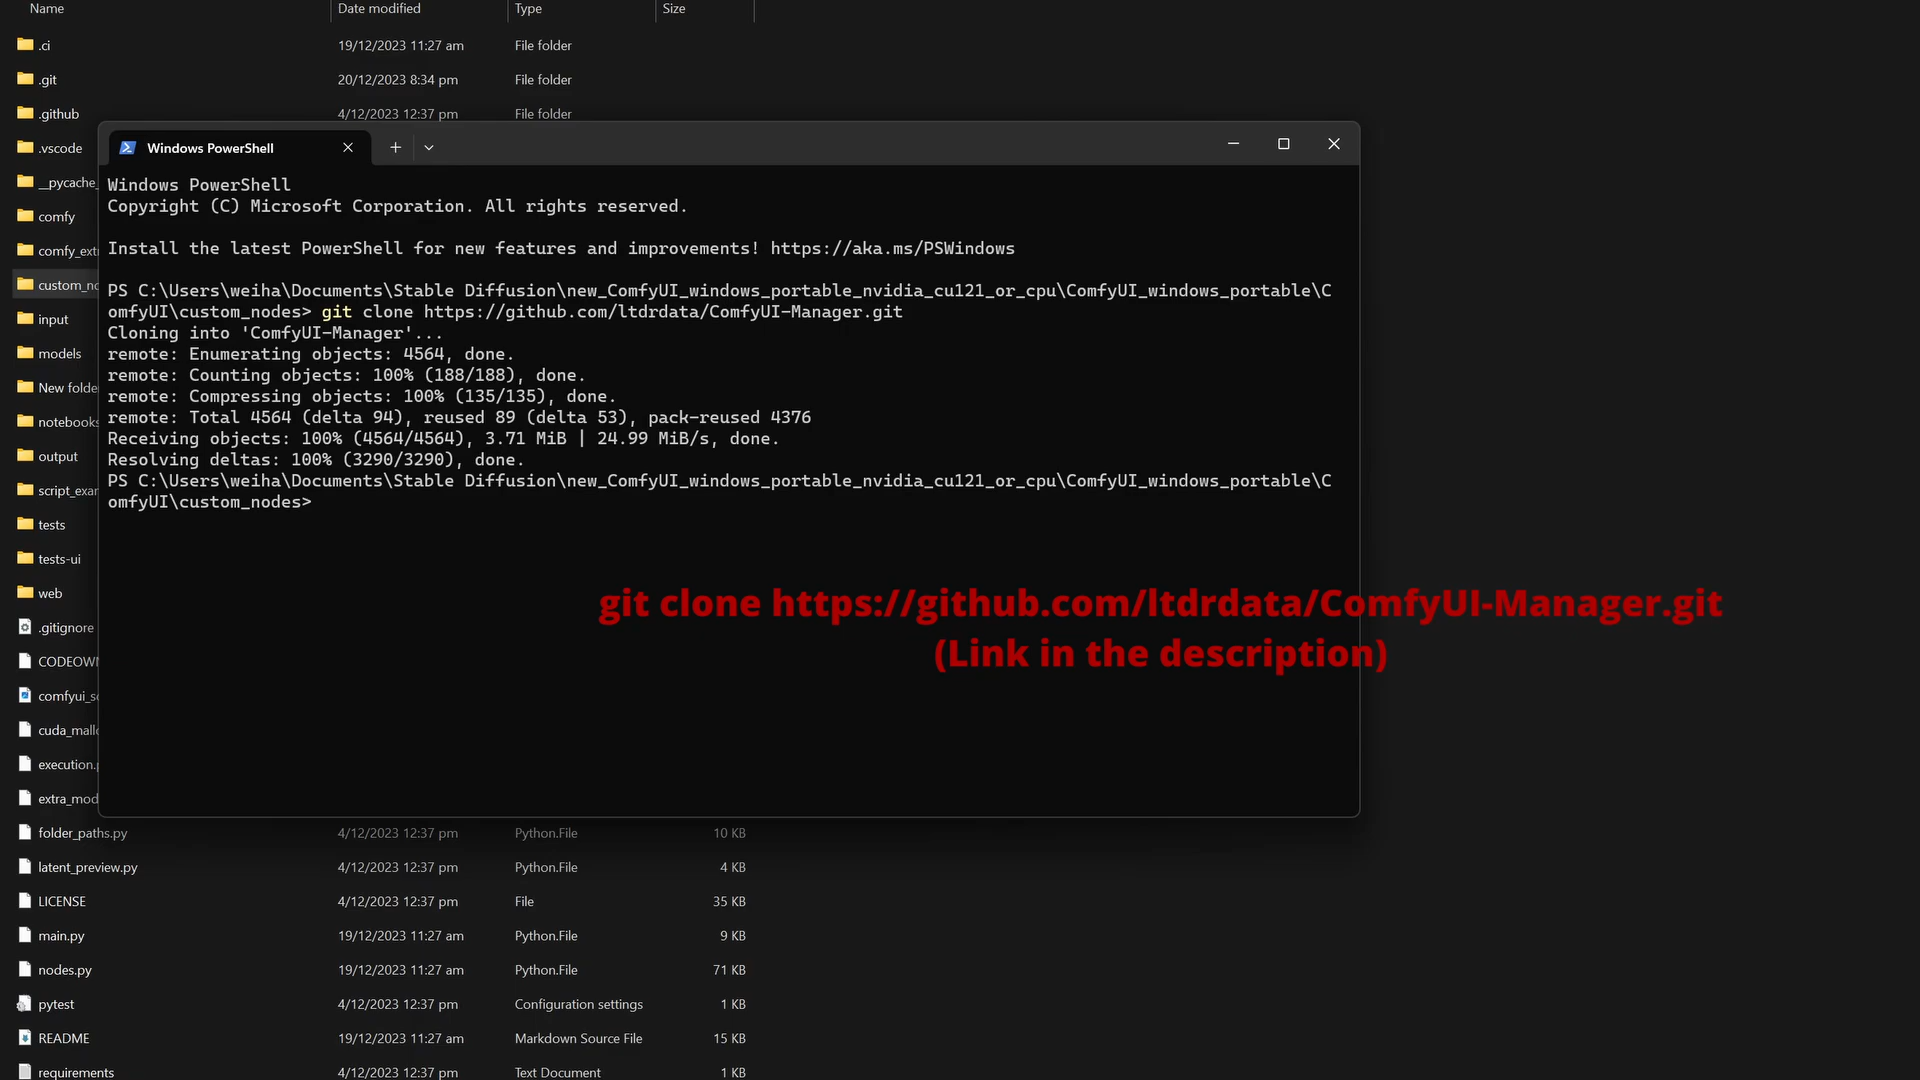 Name Date modified Type Size
.ci 19/12/2023 11:27 am File folder
.git 20/12/2023 8:34 pm File folder
.github 4/12/2023 12:37 pm File folder
.vscode
__pycache_
comfy
comfy_extr
custom_no
input
models
New folde
notebooks
output
script_exar
tests
tests-ui
web
.gitignore
CODEOWN
comfyui_sc
cuda_mallo
execution.p
extra_mod
Windows PowerShell
Windows PowerShell
Copyright (C) Microsoft Corporation. All rights reserved.
Install the latest PowerShell for new features and improvements! https://aka.ms/PSWindows
PS C:\Users\weiha\Documents\Stable Diffusion\new_ComfyUI_windows_portable_nvidia_cu121_or_cpu\ComfyUI_windows_portable\C
omfyUI\custom_nodes> git clone https://github.com/ltdrdata/ComfyUI-Manager.git
Cloning into 'ComfyUI-Manager'...
remote: Enumerating objects: 4564, done.
remote: Counting objects: 100% (188/188), done.
remote: Compressing objects: 100% (135/135), done.
remote: Total 4564 (delta 94), reused 89 (delta 53), pack-reused 4376
Receiving objects: 100% (4564/4564), 3.71 MiB | 24.99 MiB/s, done.
Resolving deltas: 100% (3290/3290), done.
PS C:\Users\weiha\Documents\Stable Diffusion\new_ComfyUI_windows_portable_nvidia_cu121_or_cpu\ComfyUI_windows_portable\C
omfyUI\custom_nodes>
git clone https://github.com/ltdrdata/ComfyUI-Manager.git
(Link in the description)
folder_paths.py 4/12/2023 12:37 pm Python.File 10 KB
latent_preview.py 4/12/2023 12:37 pm Python.File 4 KB
LICENSE 4/12/2023 12:37 pm File 35 KB
main.py 19/12/2023 11:27 am Python.File 9 KB
nodes.py 19/12/2023 11:27 am Python.File 71 KB
pytest 4/12/2023 12:37 pm Configuration settings 1 KB
README 19/12/2023 11:27 am Markdown Source File 15 KB
requirements 4/12/2023 12:37 pm Text Document 1 KB